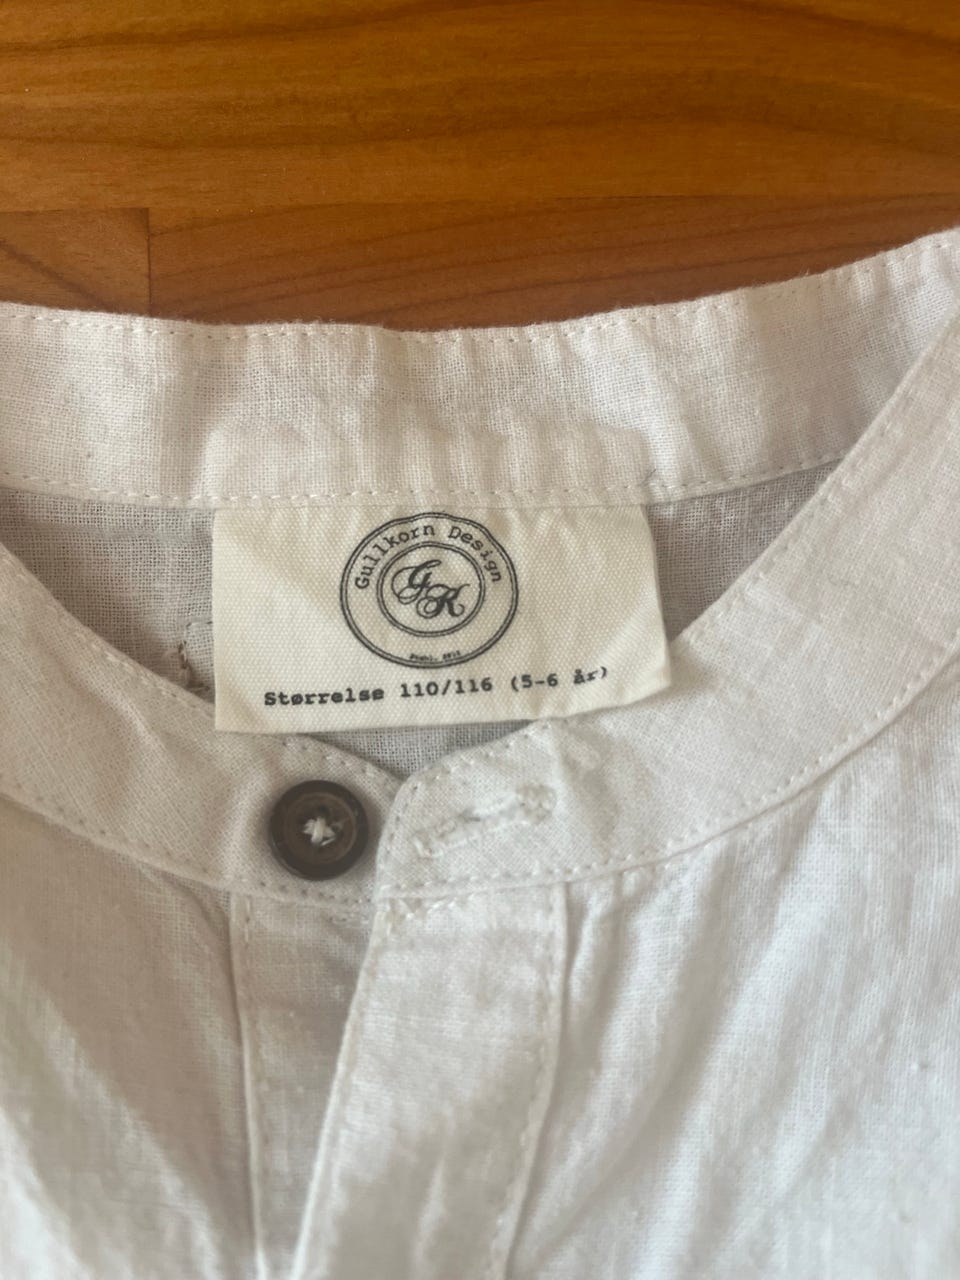 Gullkorn Design
GK
Størrelse 110/116 (5-6 år)